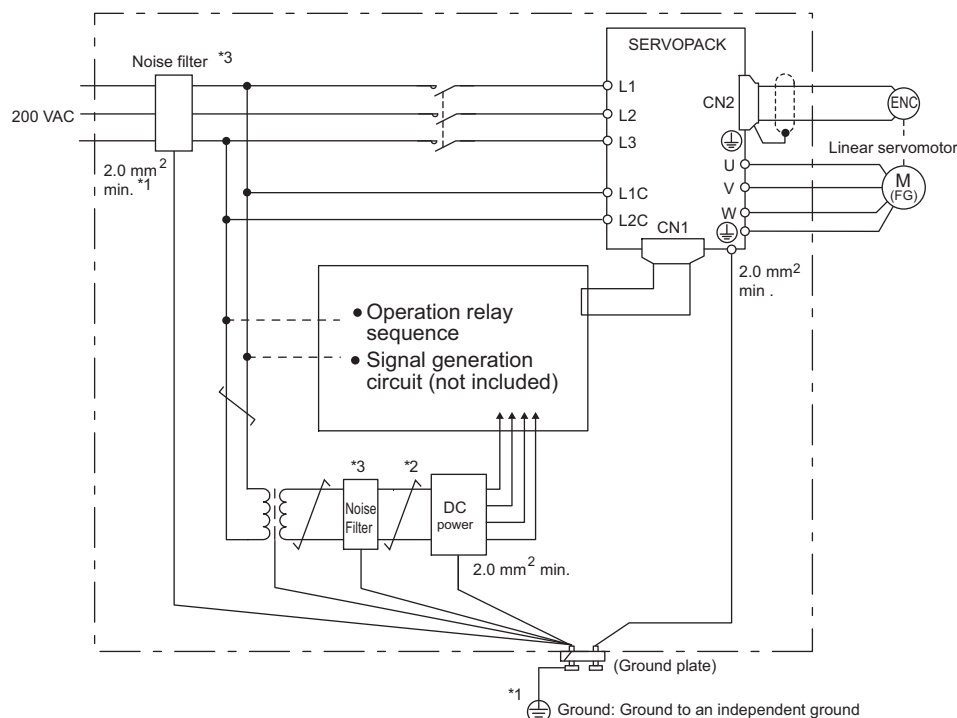 SERVOPACK
Noise filter *3
L1
CN2
ENC
200 VAC
L2
L3
Linear servomotor
2.0 mm2
min. *1
U
M
(FG)
V
L1C
W
L2C
CN1
2.0 mm2
min .
● Operation relay
sequence
● Signal generation
circuit (not included)
*3
*2
Noise
Filter
DC
power
2.0 mm2 min.
(Ground plate)
*1
Ground: Ground to an independent ground